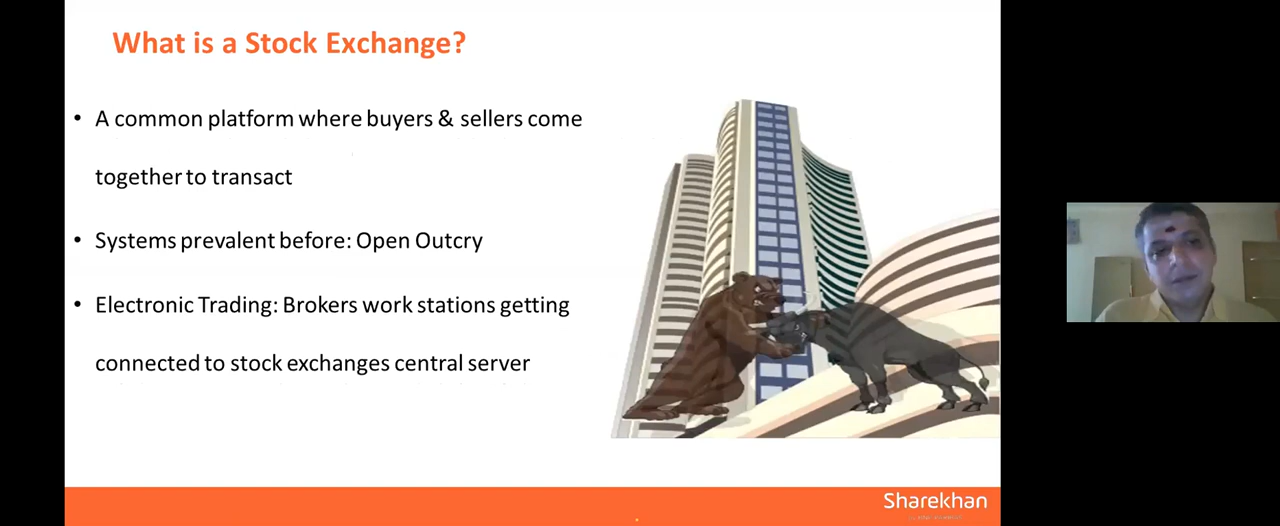 What is a Stock Exchange?
• A common platform where buyers & sellers come
together to transact
• Systems prevalent before: Open Outcry
• Electronic Trading: Brokers work stations getting
connected to stock exchanges central server
Sharekhan